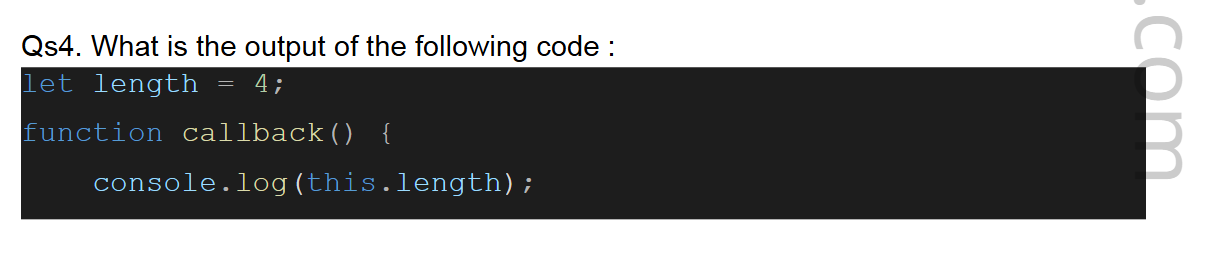 Qs4. What is the output of the following code :
let length = 4;
function callback() {
    console.log(this.length);
.com